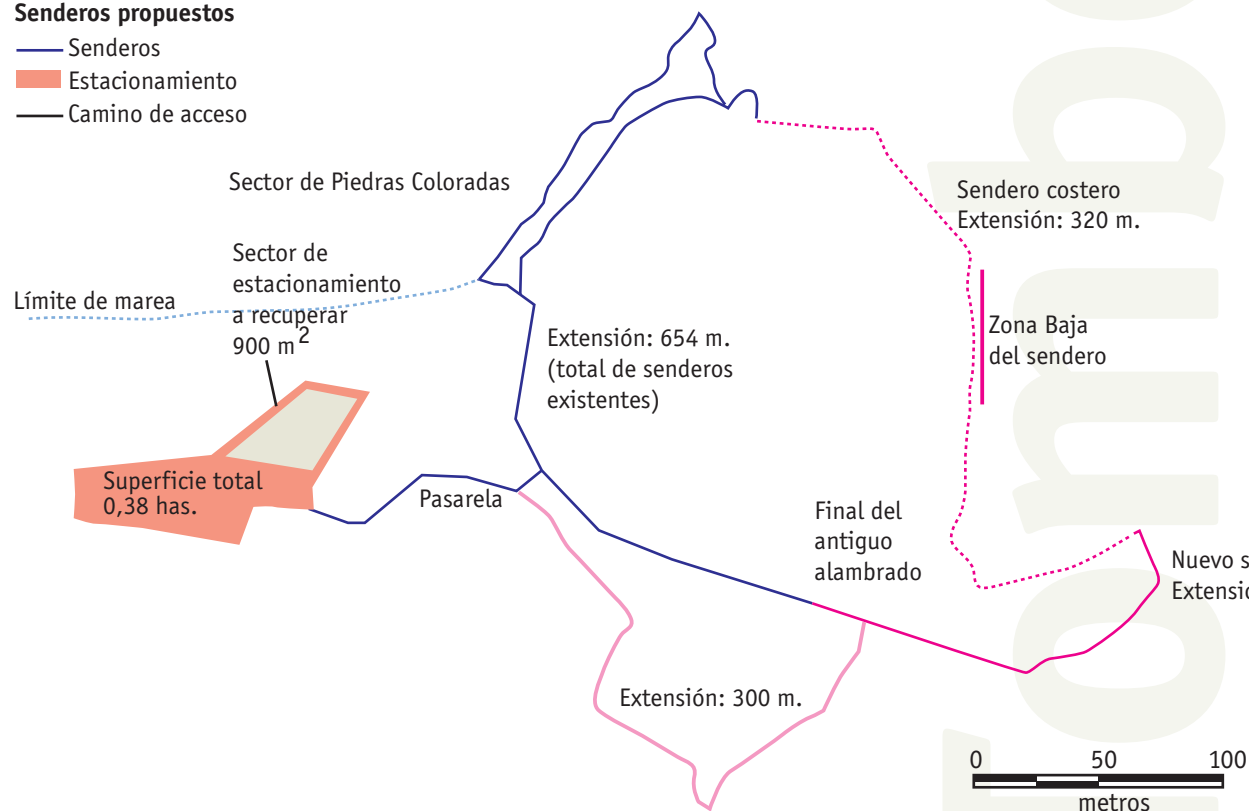 Senderos propuestos
Senderos
Estacionamiento
Camino de acceso
Sector de Piedras Coloradas
Sendero costero
Extensión: 320 m.
Sector de
estacionamiento
a recuperar
900 m²
Límite de marea
Zona Baja
del sendero
Extensión: 654 m.
(total de senderos
existentes)
Superficie total
0,38 has.
Pasarela
Final del
antiguo
alambrado
Nuevo
Extensión: 300 m.
0 50 100
metros